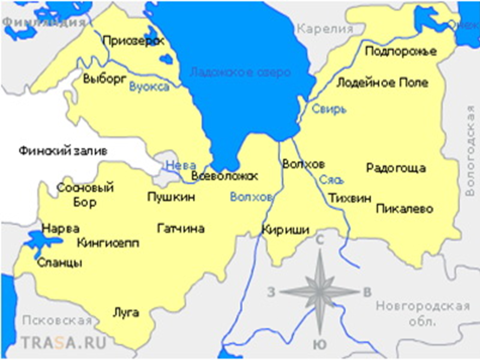 Финляндия
Карелия
Онежс
Приозерск
Подпорожье
Ладожское озеро
Выборг
Вуокса
Лодейное Поле
Свирь
Вологодская
Финский залив
Нева
Всеволожск
Волхов
Радогоща
Сясь
Сосновый
Бор
Пушкин
Волхов
Тихвин
Пикалево
Нарва
Кингисепп
Гатчина
Кириши
Сланцы
С
З
В
Ю
Луга
Новгородская
обл.
Псковская
TRASA.RU